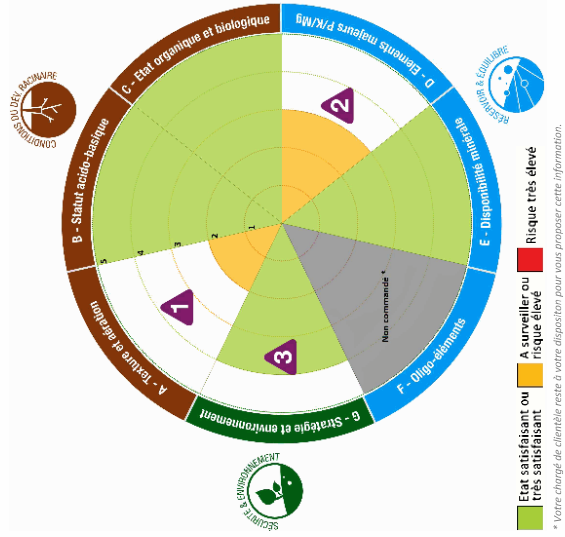 CONDITIONS DU DEV. RACINAIRE
RÉSERVOIR & ÉQUILIBRE
SÉCURITÉ & ENVIRONNEMENT
A - Texture et aération
B - Statut acido-basique
C - Etat organique et biologique
D - Elements majeurs P/K/Mg
E - Disponibilité minérale
F - Oligo-éléments
G - Stratégie et environnement
5
4
3
2
1
1
2
3
Non commandé *
Etat satisfaisant ou
très satisfaisant
A surveiller ou
risque élevé
Risque très élevé
* Votre chargé de clientèle reste à votre dispositon pour vous proposer cette information.